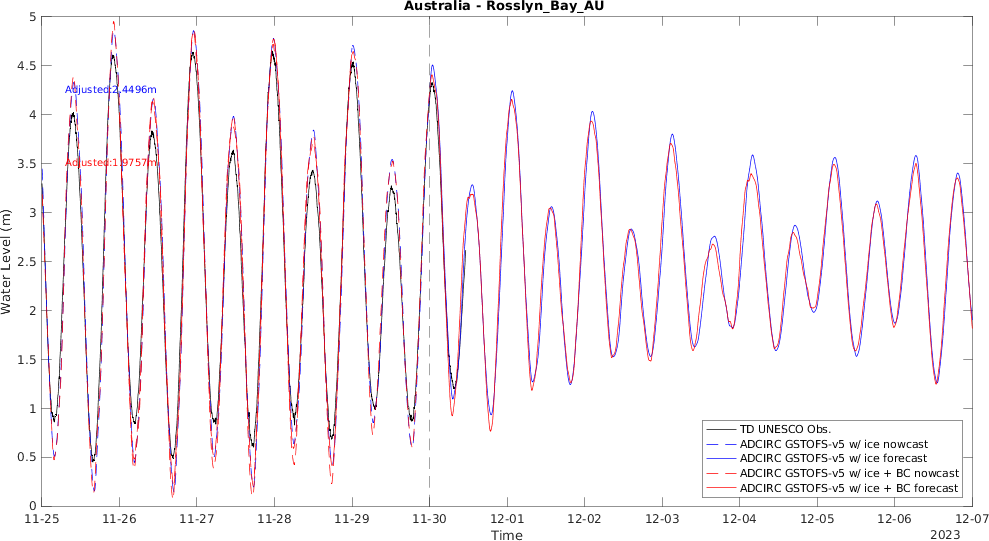 Australia - Rosslyn_Bay_AU
5
4.5
4
3.5
3
2.5
2
1.5
1
0.5
0
Water Level (m)
Adjusted:2.4496m
Adjusted:1.9757m
TD UNESCO Obs.
ADCIRC GSTOFS-v5 w/ ice nowcast
ADCIRC GSTOFS-v5 w/ ice forecast
ADCIRC GSTOFS-v5 w/ ice + BC nowcast
ADCIRC GSTOFS-v5 w/ ice + BC forecast
11-25 11-26 11-27 11-28 11-29 11-30 12-01 12-02 12-03 12-04 12-05 12-06 12-07
Time
2023